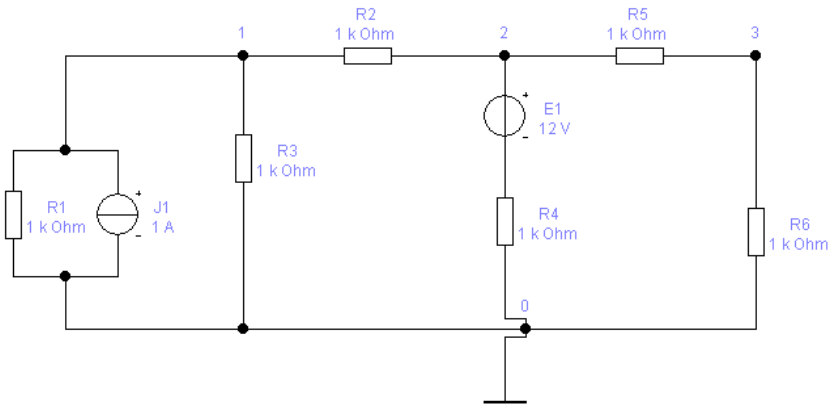 R2
1 k Ohm
R5
1 k Ohm
1
2
3
+
E1
12 V
-
R3
1 k Ohm
+
R1
1 k Ohm
J1
1 A
-
R4
1 k Ohm
R6
1 k Ohm
0